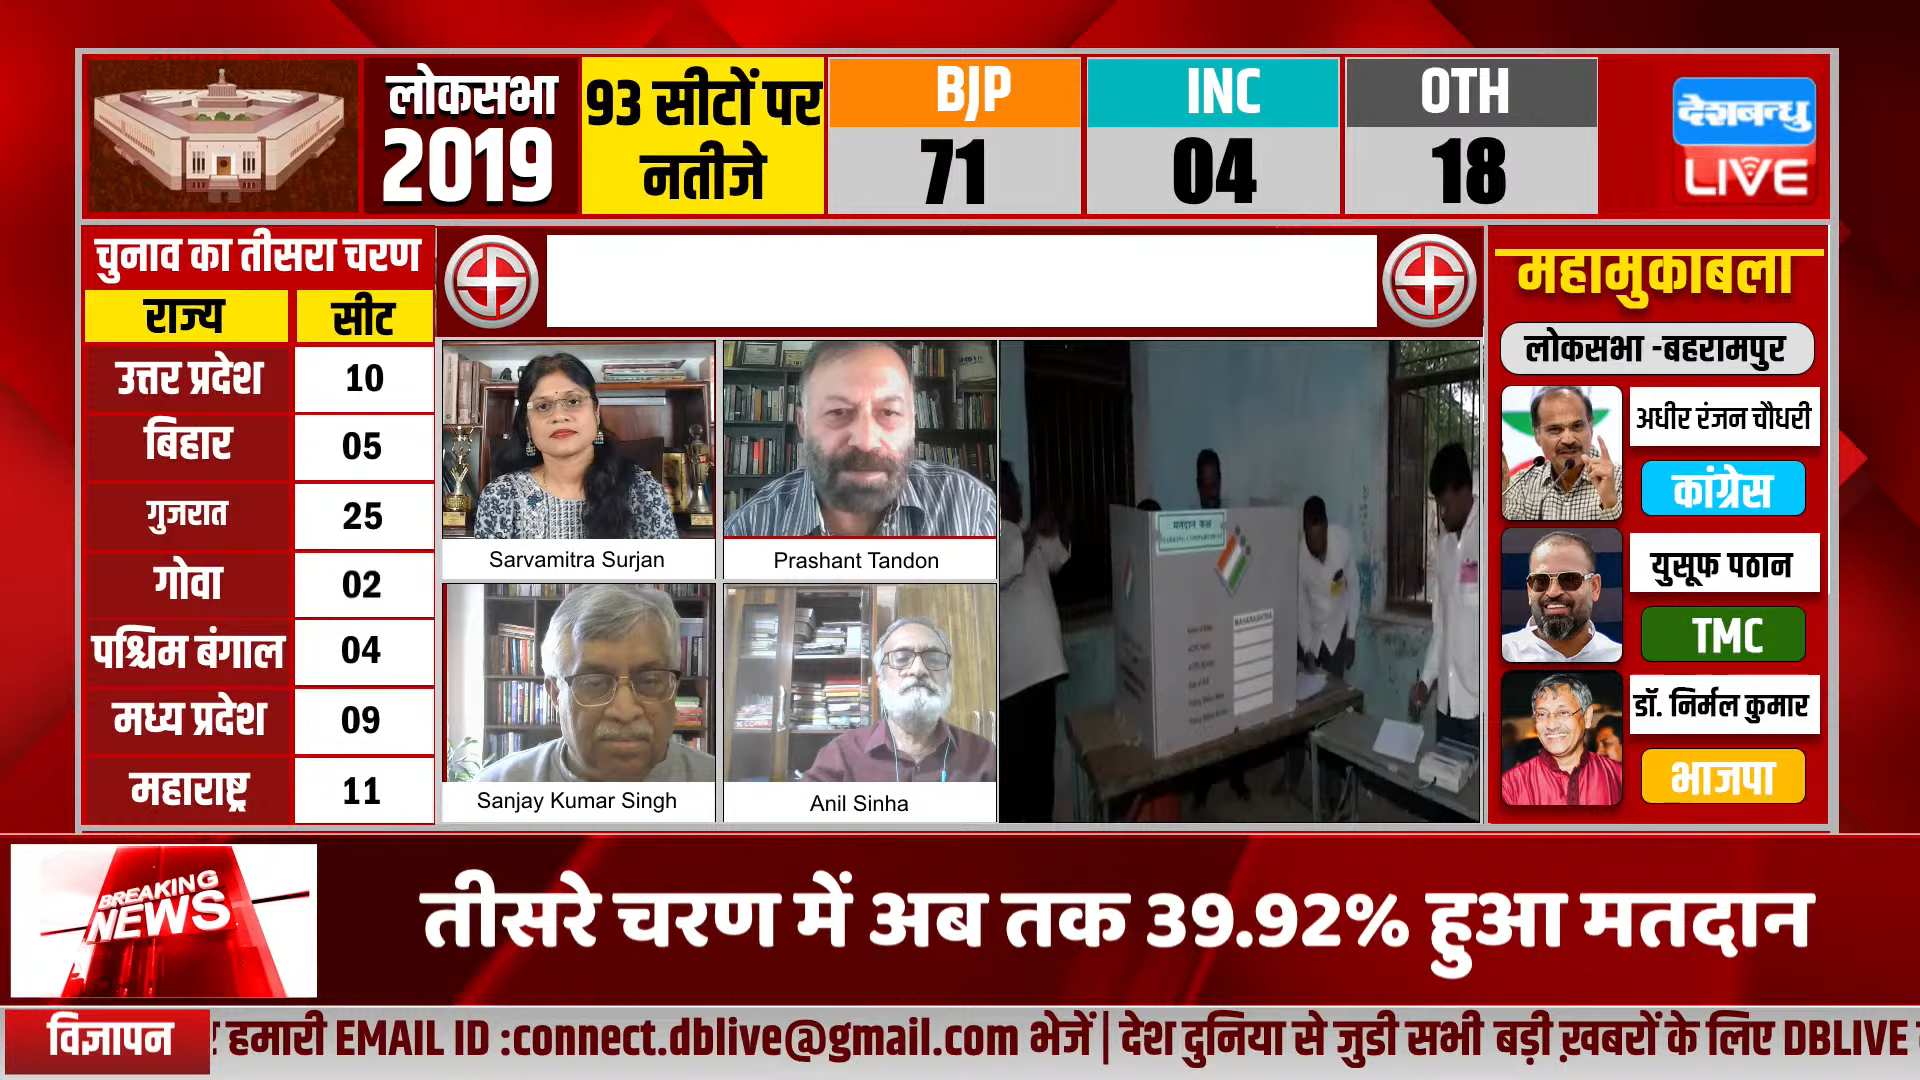 लोकसभा
2019
93 सीटों पर
नतीजे
BJP
71
INC
04
OTH
18
देशबन्धु
LIVE
चुनाव का तीसरा चरण
राज्य सीट
उत्तर प्रदेश 10
बिहार 05
गुजरात 25
गोवा 02
पश्चिम बंगाल 04
मध्य प्रदेश 09
महाराष्ट्र 11
Sarvamitra Surjan
Prashant Tandon
Sanjay Kumar Singh
Anil Sinha
मतदान कक्ष
MAHARASHTRA
महामुकाबला
लोकसभा -बहरामपुर
अधीर रंजन चौधरी
कांग्रेस
युसूफ पठान
TMC
डॉ. निर्मल कुमार
भाजपा
BREAKING
NEWS
तीसरे चरण में अब तक 39.92% हुआ मतदान
विज्ञापन
हमारी EMAIL ID :connect.dblive@gmail.com भेजें | देश दुनिया से जुडी सभी बड़ी ख़बरों के लिए DBLIVE